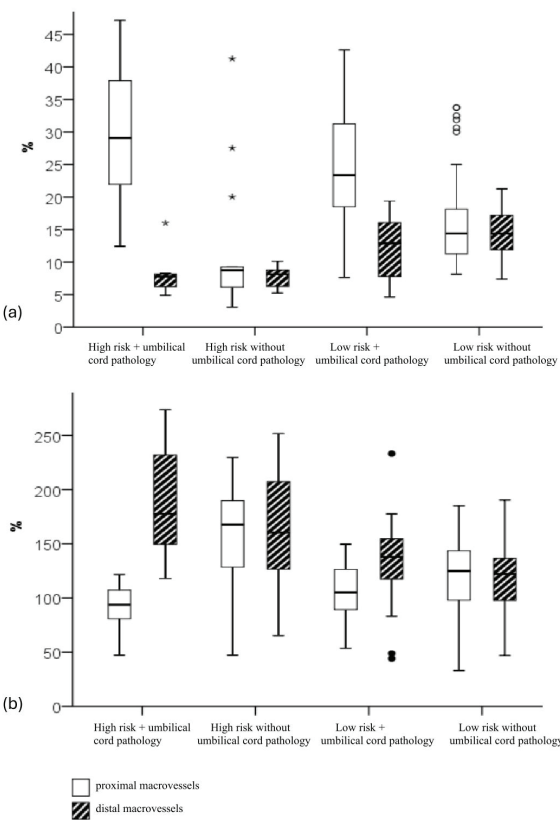 45
40
35
30
25
20
15
10
5
0
%
(a)
High risk + umbilical High risk without Low risk + Low risk without
cord pathology umbilical cord pathology umbilical cord pathology umbilical cord pathology
250
200
150
100
50
0
%
(b)
High risk + umbilical High risk without Low risk + Low risk without
cord pathology umbilical cord pathology umbilical cord pathology umbilical cord pathology
proximal macrovessels
distal macrovessels